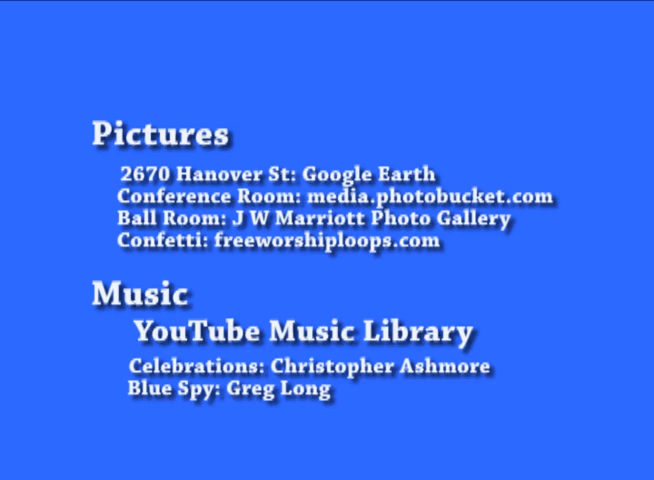 Pictures
2670 Hanover St: Google Earth
Conference Room: media.photobucket.com
Ball Room: J W Marriott Photo Gallery
Confetti: freeworshiploops.com
Music
YouTube Music Library
Celebrations: Christopher Ashmore
Blue Spy: Greg Long